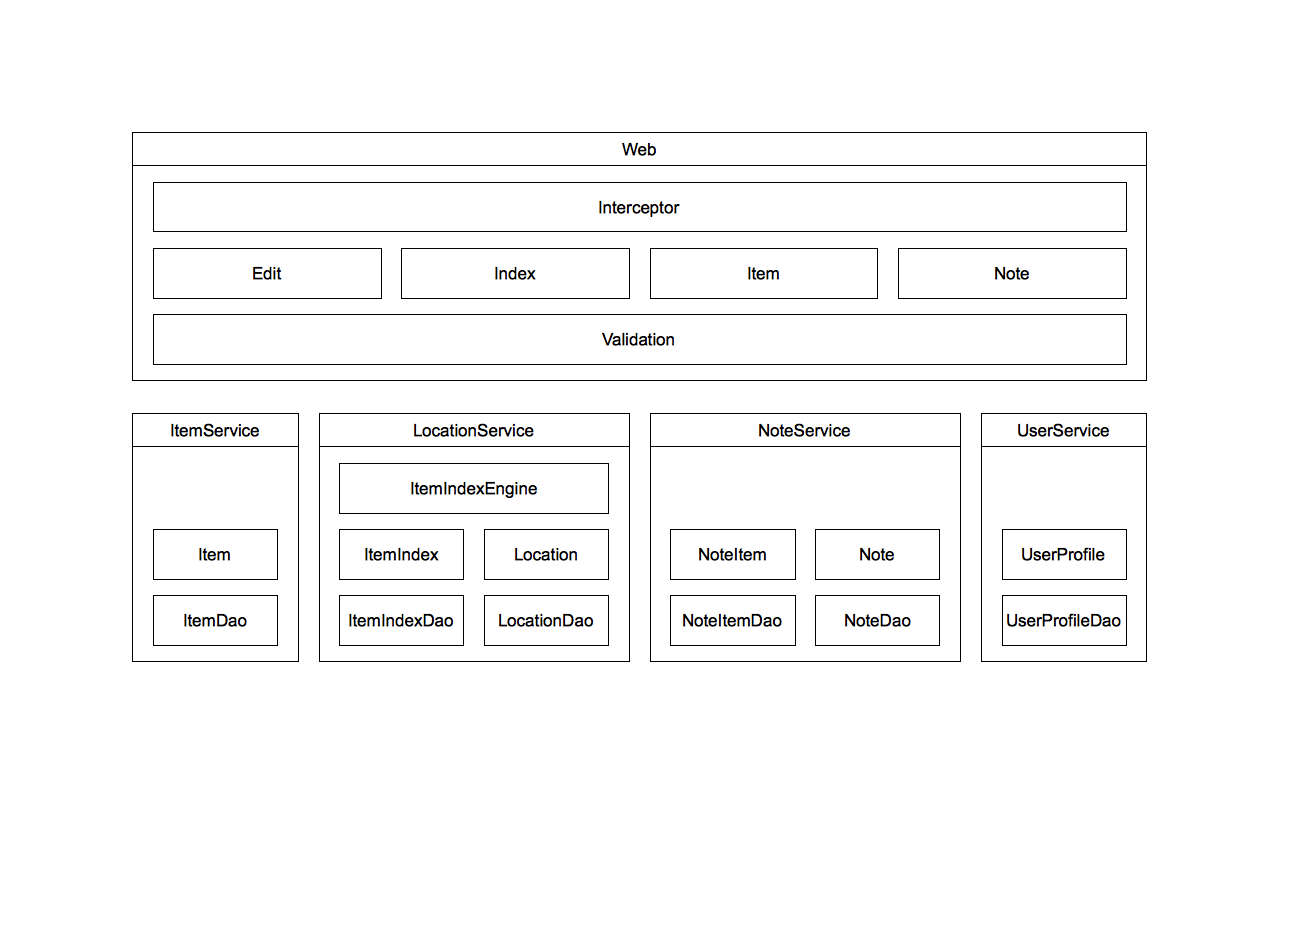 Web
Interceptor
Edit
Index
Item
Note
Validation
ItemService
LocationService
NoteService
UserService
ItemIndexEngine
Item
ItemIndex
Location
NoteItem
Note
UserProfile
ItemDao
ItemIndexDao
LocationDao
NoteItemDao
NoteDao
UserProfileDao